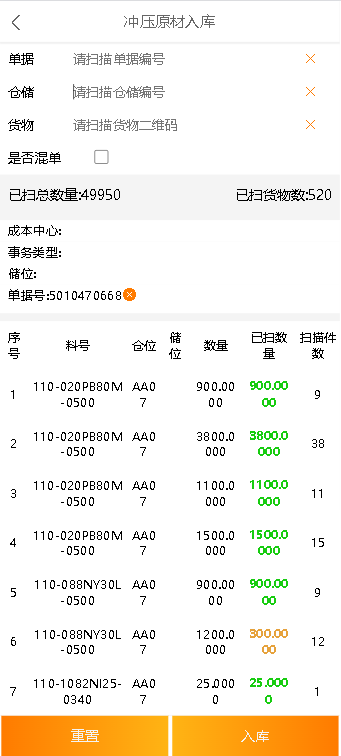 冲压原材入库
单据 请扫描单据编号
仓储 请扫描仓储编号
货物 请扫描货物二维码
是否混单
已扫总数量:49950 已扫货物数:520
成本中心:
事务类型:
储位:
单据号:5010470668
序号 料号 仓位 储位 数量 已扫数量 扫描件数
1 110-020PB80M-0500 AA07 900.0000 900.0000 9
2 110-020PB80M-0500 AA07 3800.0000 3800.0000 38
3 110-020PB80M-0500 AA07 1100.0000 1100.0000 11
4 110-020PB80M-0500 AA07 1500.0000 1500.0000 15
5 110-088NY30L-0500 AA07 900.0000 900.0000 9
6 110-088NY30L-0500 AA07 1200.0000 300.0000 12
7 110-1082NI25-0340 AA07 25.0000 25.0000 1
重置 入库